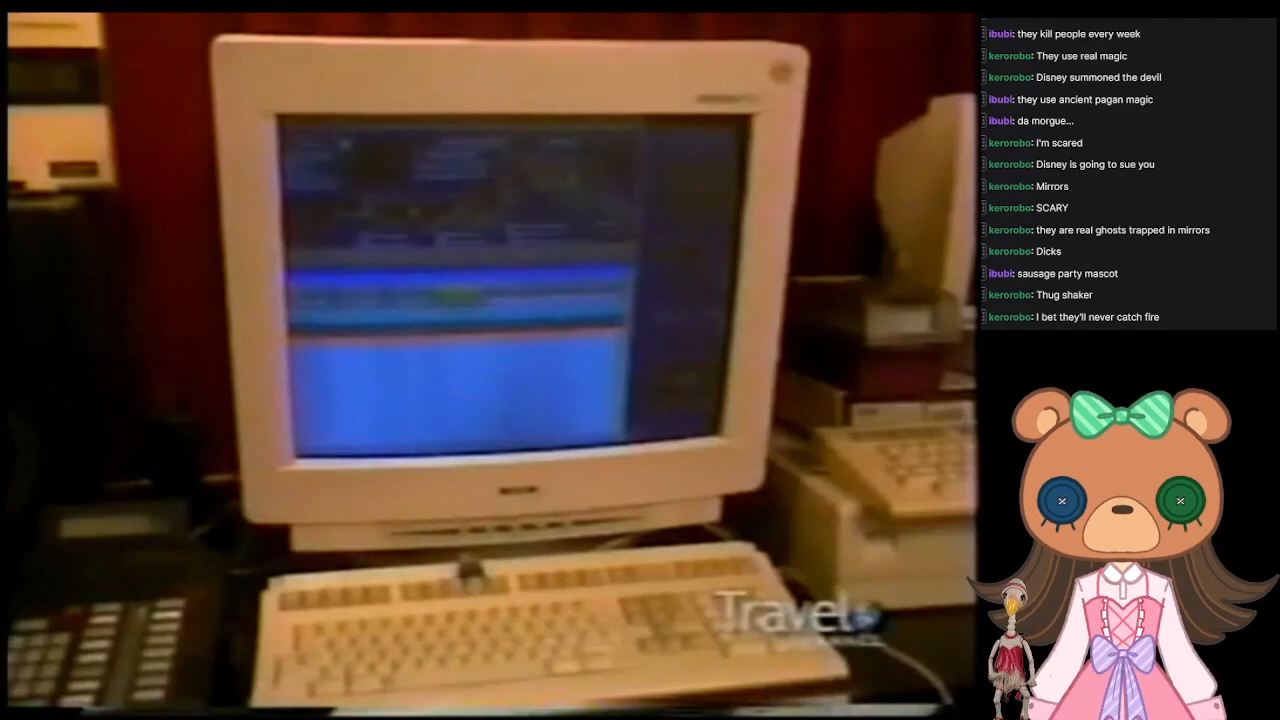 ibubi: they kill people every week
kerorobo: They use real magic
kerorobo: Disney summoned the devil
ibubi: they use ancient pagan magic
ibubi: da morgue...
kerorobo: I'm scared
kerorobo: Disney is going to sue you
kerorobo: Mirrors
kerorobo: SCARY
kerorobo: they are real ghosts trapped in mirrors
kerorobo: Dicks
ibubi: sausage party mascot
kerorobo: Thug shaker
kerorobo: I bet they'll never catch fire
Travel